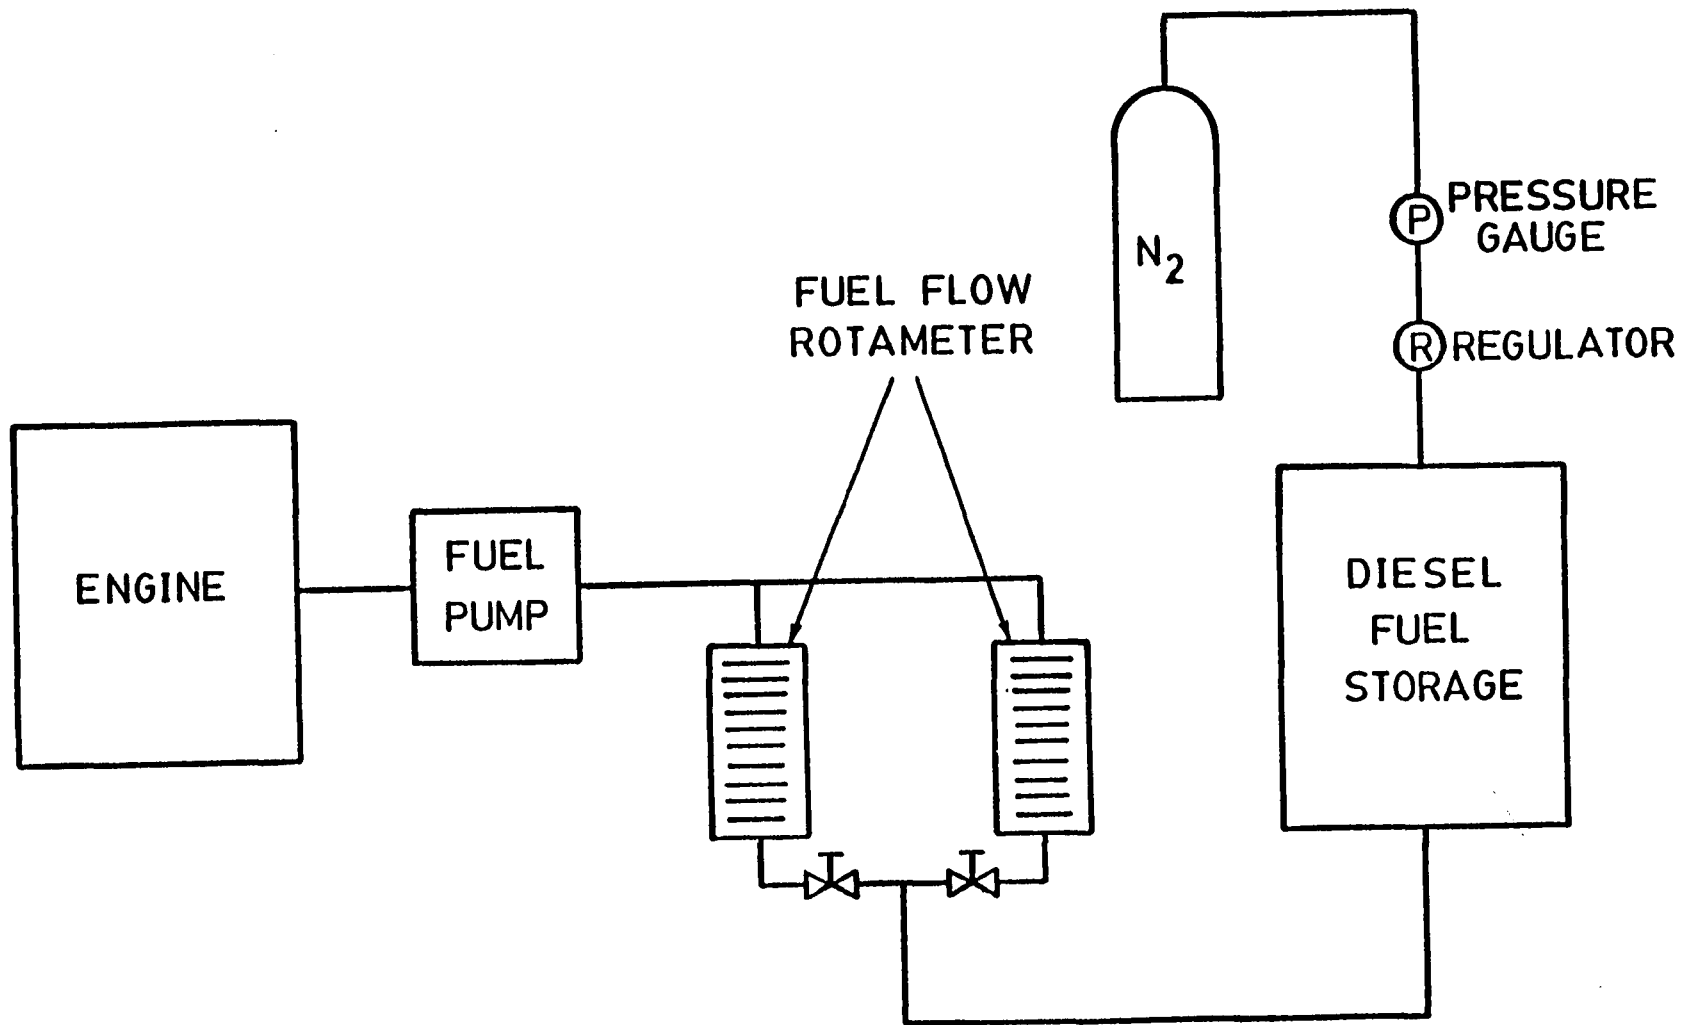 N2
P
PRESSURE
GAUGE
R
REGULATOR
FUEL FLOW
ROTAMETER
ENGINE
FUEL
PUMP
DIESEL
FUEL
STORAGE